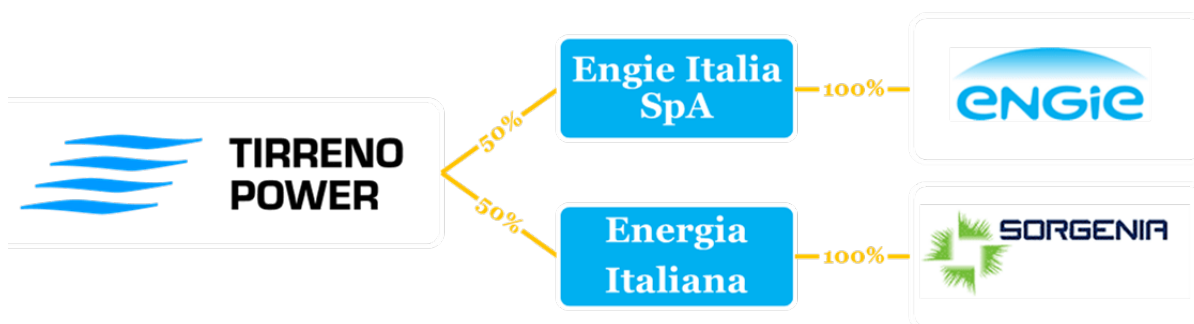 TIRRENO
POWER
50%
50%
Engie Italia
SpA
100%
ENGiE
Energia
Italiana
100%
SORGENIA